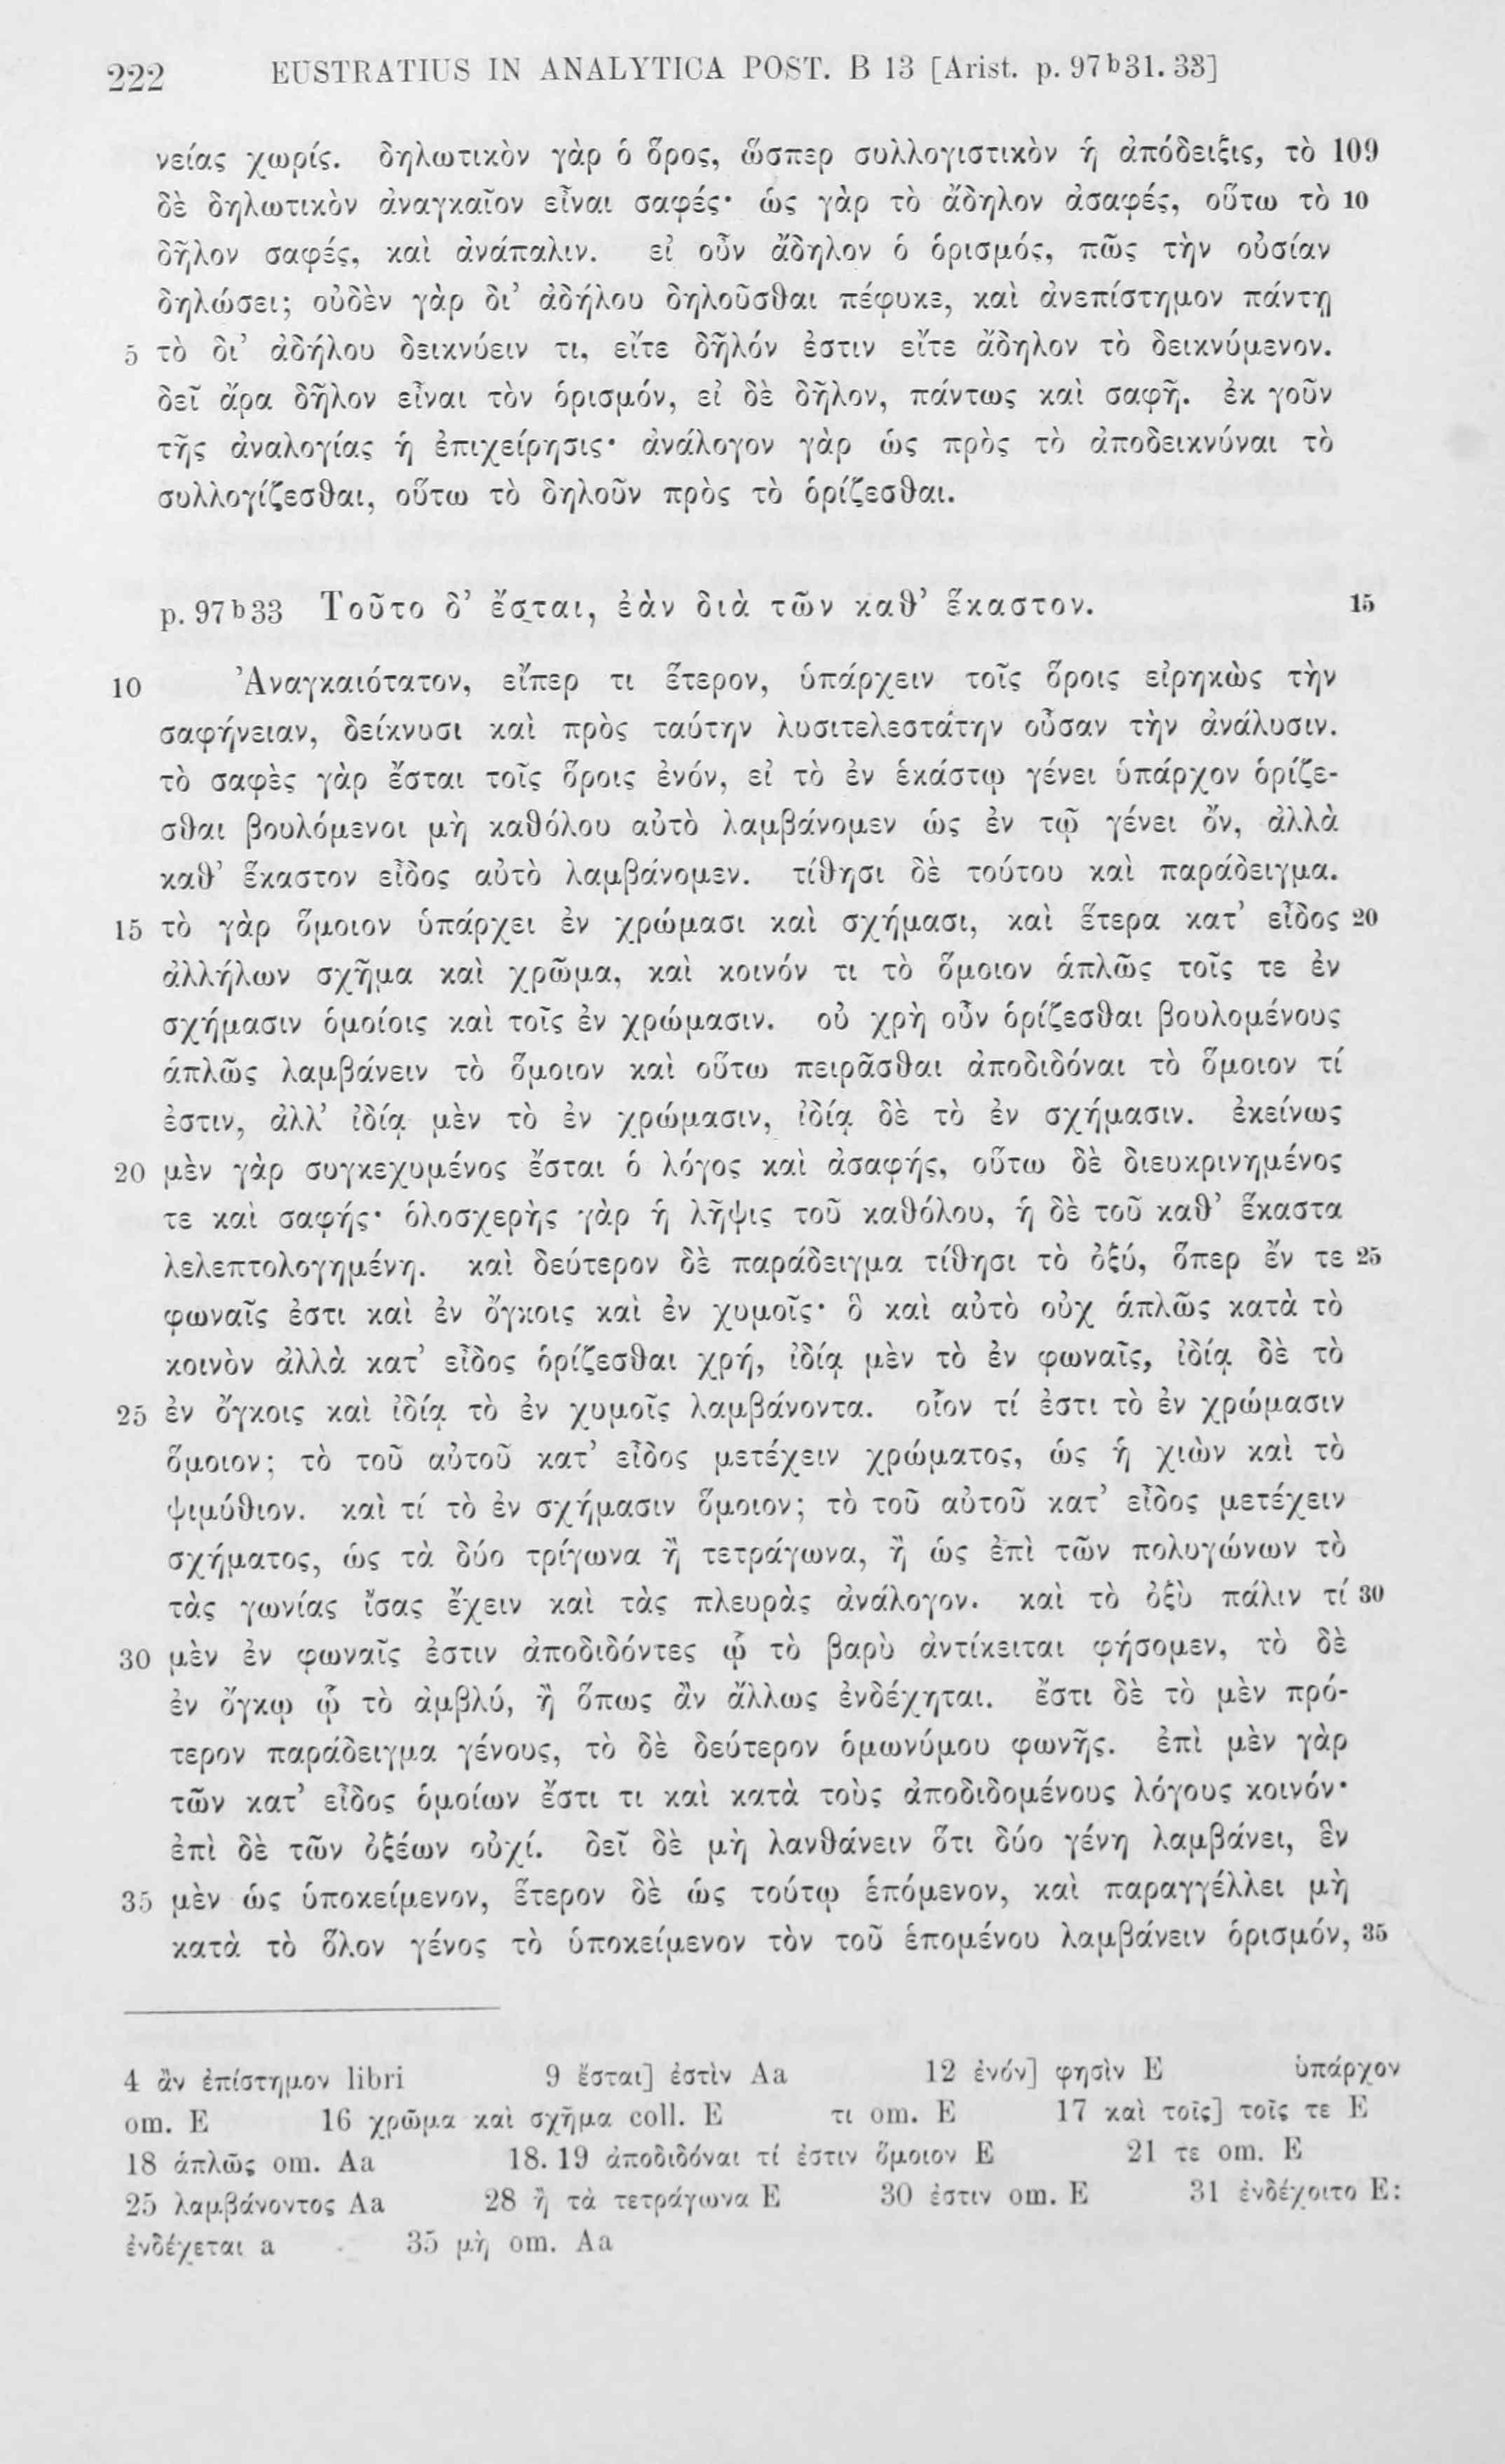 222 EUSTRATIUS IN ANALYTICA POST. B 13 [Arist. p. 97b31. 33]
νείας χωρίς. δηλωτικὸν γὰρ ὁ ὅρος, ὥσπερ συλλογιστικὸν ἡ ἀπόδειξις, τὸ 109
δὲ δηλωτικὸν ἀναγκαῖον εἶναι σαφές· ὡς γὰρ τὸ ἄδηλον ἀσαφές, οὕτω τὸ 10
δῆλον σαφές, καὶ ἀνάπαλιν. εἰ οὖν ἄδηλον ὁ ὁρισμός, πῶς τὴν οὐσίαν
δηλώσει; οὐδὲν γὰρ δι’ ἀδήλου δηλοῦσθαι πέφυκε, καὶ ἀνεπίστημον πάντῃ
5 τὸ δι’ ἀδήλου δεικνύειν τι, εἴτε δῆλόν ἐστιν εἴτε ἄδηλον τὸ δεικνύμενον.
δεῖ ἄρα δῆλον εἶναι τὸν ὁρισμόν, εἰ δὲ δῆλον, πάντως καὶ σαφῆ. ἐκ γοῦν
τῆς ἀναλογίας ἡ ἐπιχείρησις· ἀνάλογον γὰρ ὡς πρὸς τὸ ἀποδεικνύναι τὸ
συλλογίζεσθαι, οὕτω τὸ δηλοῦν πρὸς τὸ ὁρίζεσθαι.
p. 97b33 Τοῦτο δ’ ἔσται, ἐὰν διὰ τῶν καθ’ ἕκαστον. 15
10 Ἀναγκαιότατον, εἴπερ τι ἕτερον, ὑπάρχειν τοῖς ὅροις εἰρηκὼς τὴν
σαφήνειαν, δείκνυσι καὶ πρὸς ταύτην λυσιτελεστάτην οὖσαν τὴν ἀνάλυσιν.
τὸ σαφὲς γὰρ ἔσται τοῖς ὅροις ἐνόν, εἰ τὸ ἐν ἑκάστῳ γένει ὑπάρχον ὁρίζε-
σθαι βουλόμενοι μὴ καθόλου αὐτὸ λαμβάνομεν ὡς ἐν τῷ γένει ὄν, ἀλλὰ
καθ’ ἕκαστον εἶδος αὐτὸ λαμβάνομεν. τίθησι δὲ τούτου καὶ παράδειγμα.
15 τὸ γὰρ ὅμοιον ὑπάρχει ἐν χρώμασι καὶ σχήμασι, καὶ ἕτερα κατ’ εἶδος 20
ἀλλήλων σχῆμα καὶ χρῶμα, καὶ κοινόν τι τὸ ὅμοιον ἁπλῶς τοῖς τε ἐν
σχήμασιν ὁμοίοις καὶ τοῖς ἐν χρώμασιν. οὐ χρὴ οὖν ὁρίζεσθαι βουλομένους
ἁπλῶς λαμβάνειν τὸ ὅμοιον καὶ οὕτω πειρᾶσθαι ἀποδιδόναι τὸ ὅμοιον τί
ἐστιν, ἀλλ’ ἰδίᾳ μὲν τὸ ἐν χρώμασιν, ἰδίᾳ δὲ τὸ ἐν σχήμασιν. ἐκείνως
20 μὲν γὰρ συγκεχυμένος ἔσται ὁ λόγος καὶ ἀσαφής, οὕτω δὲ διευκρινημένος
τε καὶ σαφής· ὁλοσχερὴς γὰρ ἡ λῆψις τοῦ καθόλου, ἡ δὲ τοῦ καθ’ ἕκαστα
λελεπτολογημένη. καὶ δεύτερον δὲ παράδειγμα τίθησι τὸ ὀξύ, ὅπερ ἔν τε 25
φωναῖς ἐστι καὶ ἐν ὄγκοις καὶ ἐν χυμοῖς· ὃ καὶ αὐτὸ οὐχ ἁπλῶς κατὰ τὸ
κοινὸν ἀλλὰ κατ’ εἶδος ὁρίζεσθαι χρή, ἰδίᾳ μὲν τὸ ἐν φωναῖς, ἰδίᾳ δὲ τὸ
25 ἐν ὄγκοις καὶ ἰδίᾳ τὸ ἐν χυμοῖς λαμβάνοντα. οἷον τί ἐστι τὸ ἐν χρώμασιν
ὅμοιον; τὸ τοῦ αὐτοῦ κατ’ εἶδος μετέχειν χρώματος, ὡς ἡ χιὼν καὶ τὸ
ψιμύθιον. καὶ τί τὸ ἐν σχήμασιν ὅμοιον; τὸ τοῦ αὐτοῦ κατ’ εἶδος μετέχειν
σχήματος, ὡς τὰ δύο τρίγωνα ἢ τετράγωνα, ἢ ὡς ἐπὶ τῶν πολυγώνων τὸ
τὰς γωνίας ἴσας ἔχειν καὶ τὰς πλευρὰς ἀνάλογον. καὶ τὸ ὀξὺ πάλιν τί 30
30 μὲν ἐν φωναῖς ἐστιν ἀποδιδόντες ᾧ τὸ βαρὺ ἀντίκειται φήσομεν, τὸ δὲ
ἐν ὄγκῳ ᾧ τὸ ἀμβλύ, ἢ ὅπως ἂν ἄλλως ἐνδέχηται. ἔστι δὲ τὸ μὲν πρό-
τερον παράδειγμα γένους, τὸ δὲ δεύτερον ὁμωνύμου φωνῆς. ἐπὶ μὲν γὰρ
τῶν κατ’ εἶδος ὁμοίων ἔστι τι καὶ κατὰ τοὺς ἀποδιδομένους λόγους κοινόν·
ἐπὶ δὲ τῶν ὀξέων οὐχί. δεῖ δὲ μὴ λανθάνειν ὅτι δύο γένη λαμβάνει, ἓν
35 μὲν ὡς ὑποκείμενον, ἕτερον δὲ ὡς τούτῳ ἑπόμενον, καὶ παραγγέλλει μὴ
κατὰ τὸ ὅλον γένος τὸ ὑποκείμενον τὸν τοῦ ἑπομένου λαμβάνειν ὁρισμόν, 35
4 ἂν ἐπίστημον libri 9 ἔσται] ἐστὶν Aa 12 ἐνόν] φησὶν E ὑπάρχον
om. E 16 χρῶμα καὶ σχῆμα coll. E τι om. E 17 καὶ τοῖς] τοῖς τε E
18 ἁπλῶς om. Aa 18. 19 ἀποδιδόναι τί ἐστιν ὅμοιον E 21 τε om. E
25 λαμβάνοντος Aa 28 ἢ τὰ τετράγωνα E 30 ἐστιν om. E 31 ἐνδέχοιτο E:
ἐνδέχεται a 35 μὴ om. Aa